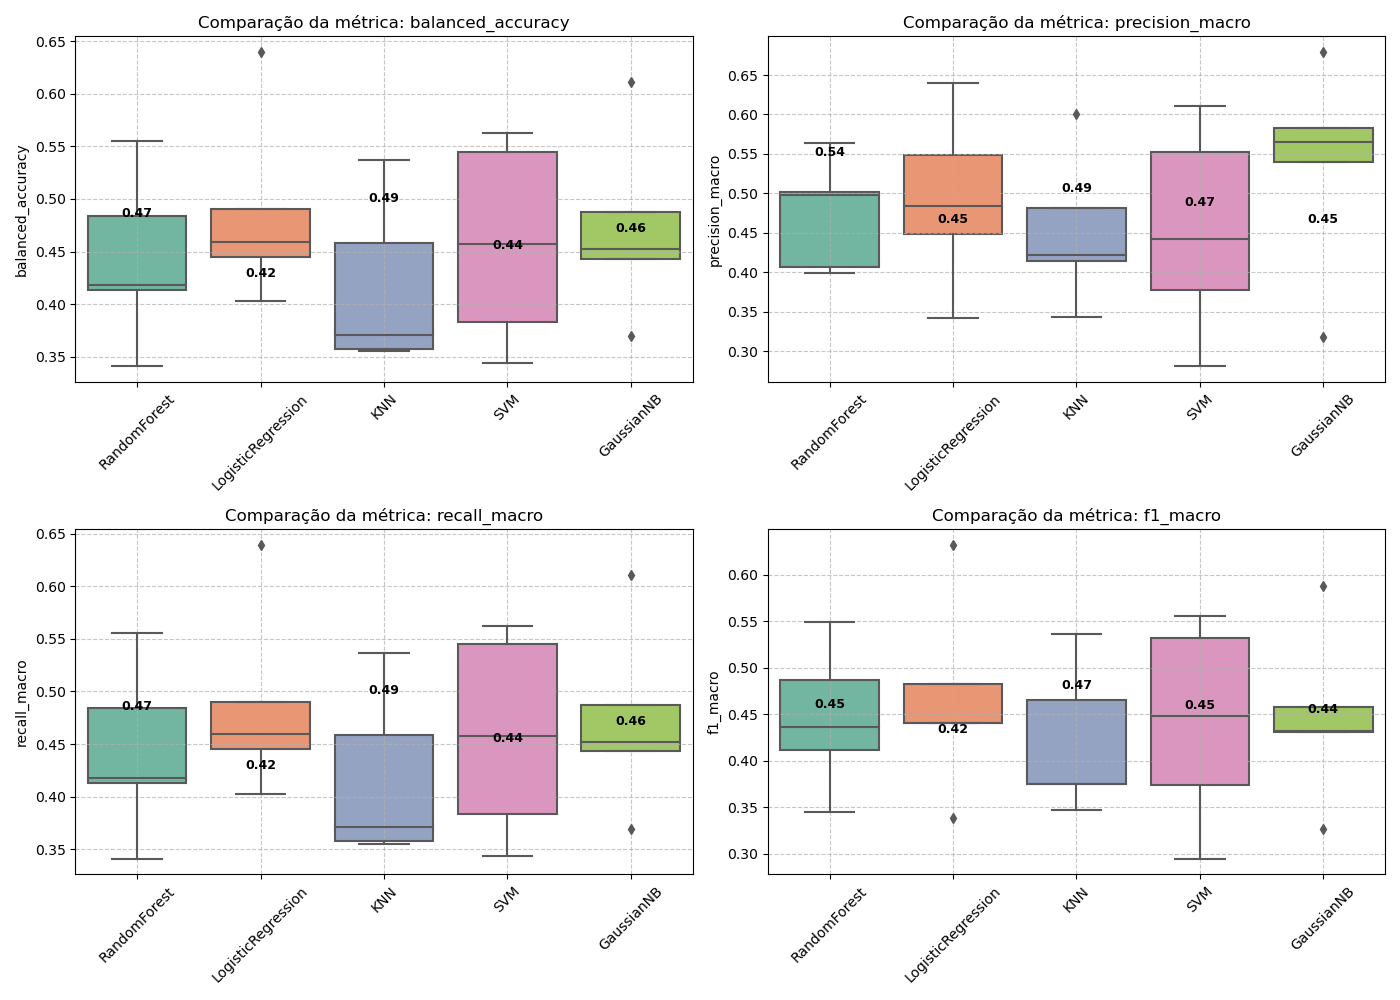 Comparação da métrica: balanced_accuracy
balanced_accuracy
0.65
0.60
0.55
0.50
0.45
0.40
0.35
0.47
0.42
0.49
0.44
0.46
RandomForest
LogisticRegression
KNN
SVM
GaussianNB
Comparação da métrica: precision_macro
precision_macro
0.65
0.60
0.55
0.50
0.45
0.40
0.35
0.30
0.54
0.45
0.49
0.47
0.45
RandomForest
LogisticRegression
KNN
SVM
GaussianNB
Comparação da métrica: recall_macro
recall_macro
0.65
0.60
0.55
0.50
0.45
0.40
0.35
0.47
0.42
0.49
0.44
0.46
RandomForest
LogisticRegression
KNN
SVM
GaussianNB
Comparação da métrica: f1_macro
f1_macro
0.60
0.55
0.50
0.45
0.40
0.35
0.30
0.45
0.42
0.47
0.45
0.44
RandomForest
LogisticRegression
KNN
SVM
GaussianNB